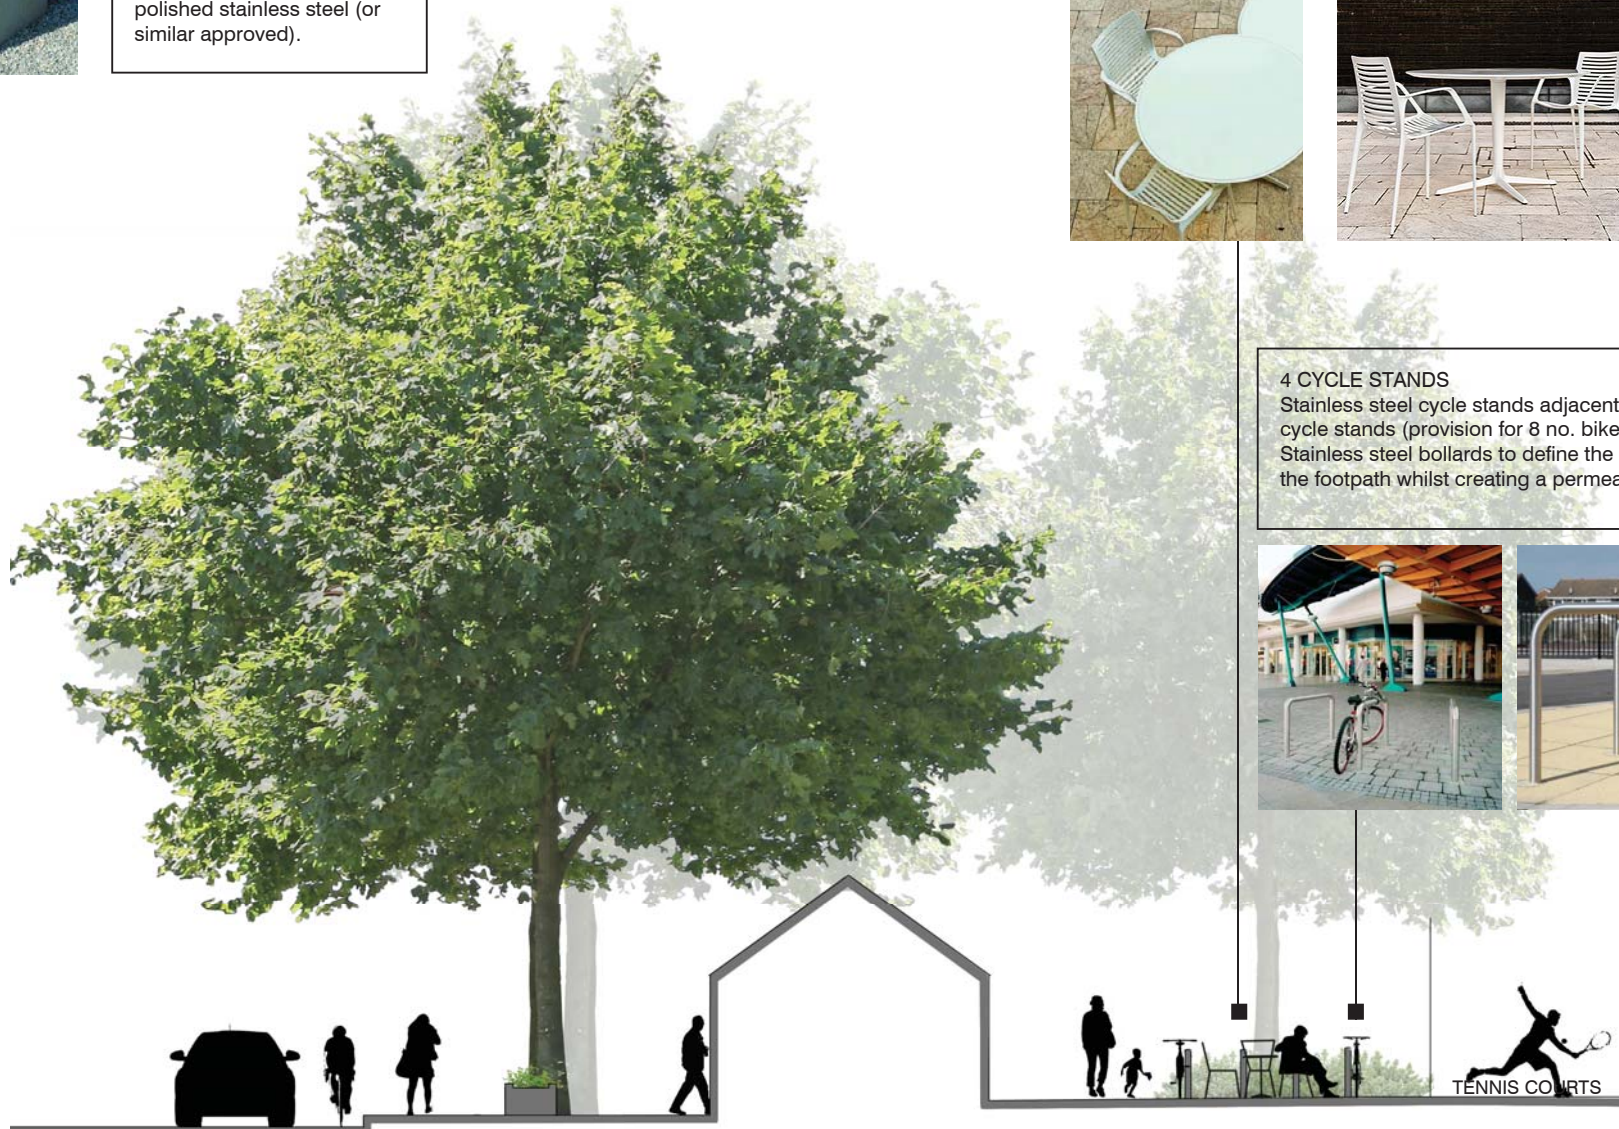 polished stainless steel (or
similar approved).
4 CYCLE STANDS
Stainless steel cycle stands adjacent
cycle stands (provision for 8 no. bike
Stainless steel bollards to define the
the footpath whilst creating a permea
TENNIS COURTS